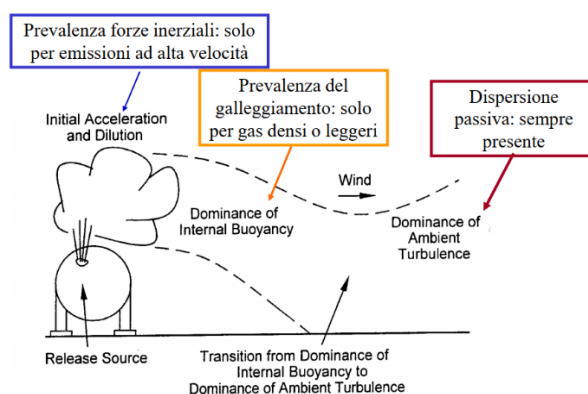 Prevalenza forze inerziali: solo
per emissioni ad alta velocità
Prevalenza del
galleggiamento: solo
per gas densi o leggeri
Dispersione
passiva: sempre
presente
Initial Acceleration
and Dilution
Wind
Dominance of
Internal Buoyancy
Dominance of
Ambient
Turbulence
Release Source
Transition from Dominance of
Internal Buoyancy to
Dominance of Ambient Turbulence